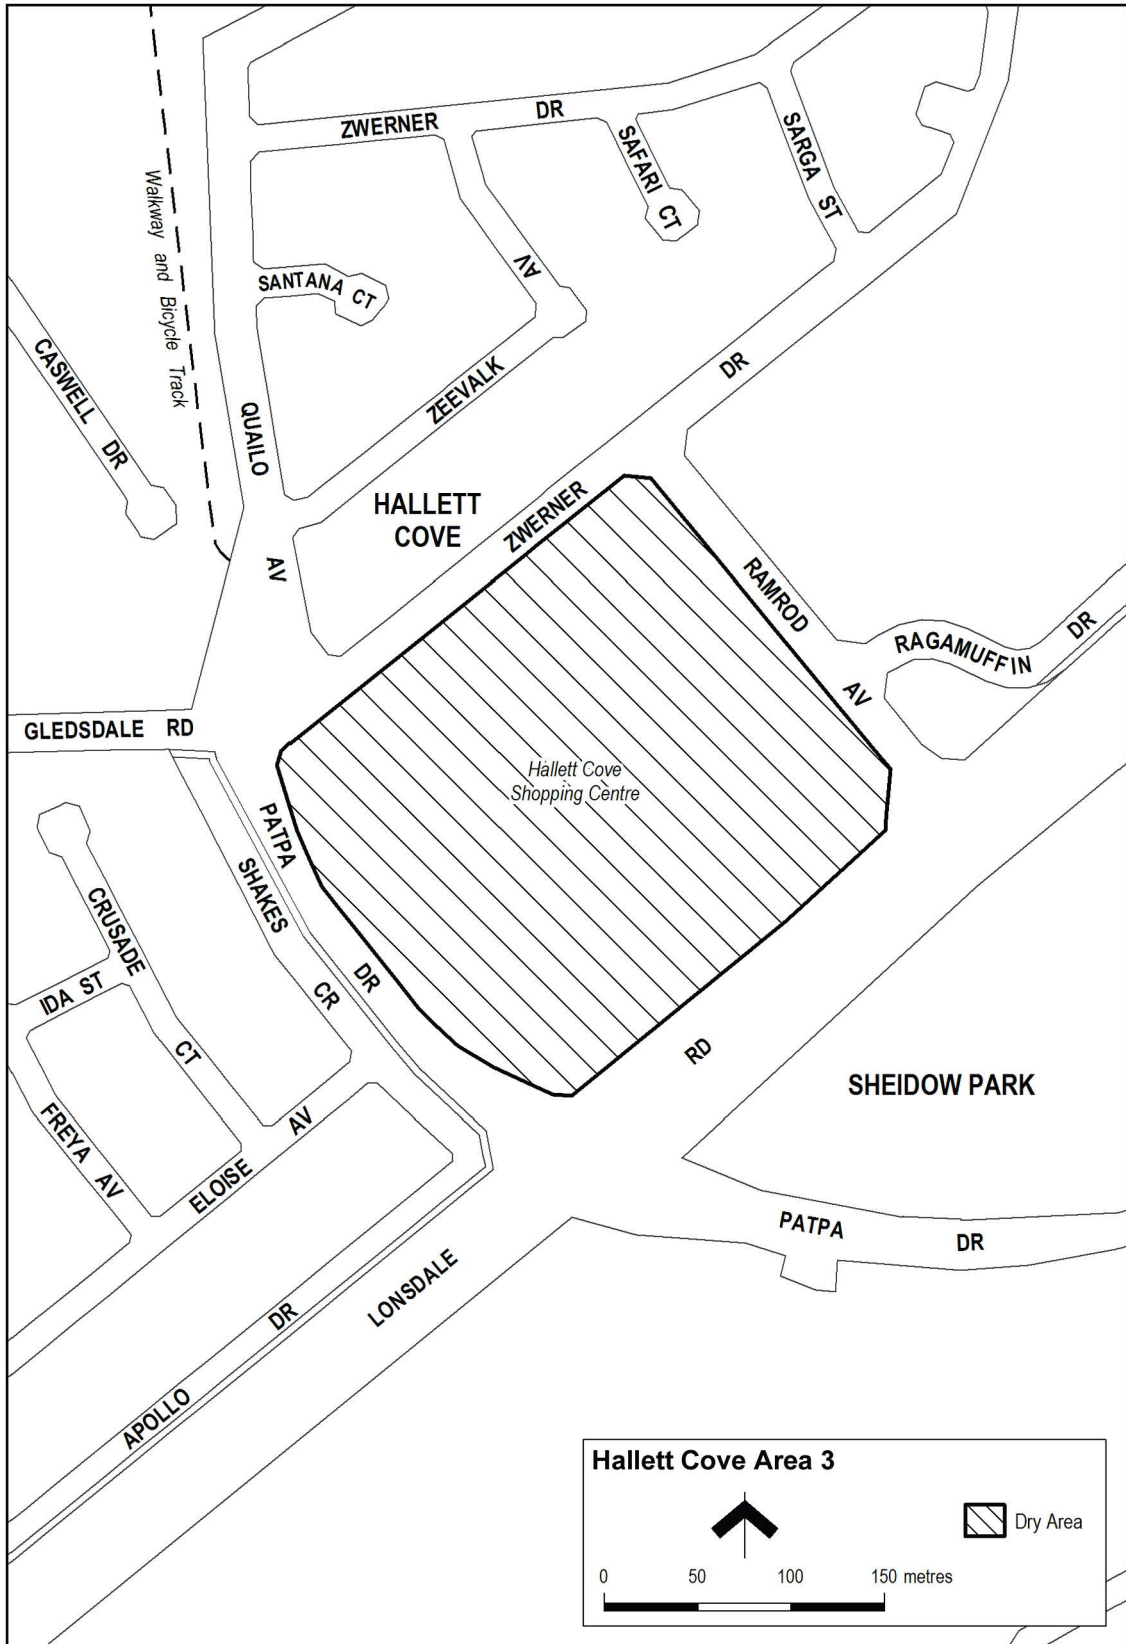 ZWERNER DR
SAFARI CT
SARGA ST
Walkway and Bicycle Track
AV
SANTANA CT
CASWELL DR
ZEEVALK
DR
QUAILO
HALLETT
COVE
ZWERNER
AV
RAMROD
RAGAMUFFIN DR
AV
GLEDSDALE RD
Hallett Cove
Shopping Centre
PATPA
SHAKES
CRUSADE
DR
CR
IDA ST
CT
RD
SHEIDOW PARK
FREYA AV
AV
ELOISE
PATPA DR
LONSDALE
DR
APOLLO
Hallett Cove Area 3
Dry Area
0 50 100 150 metres